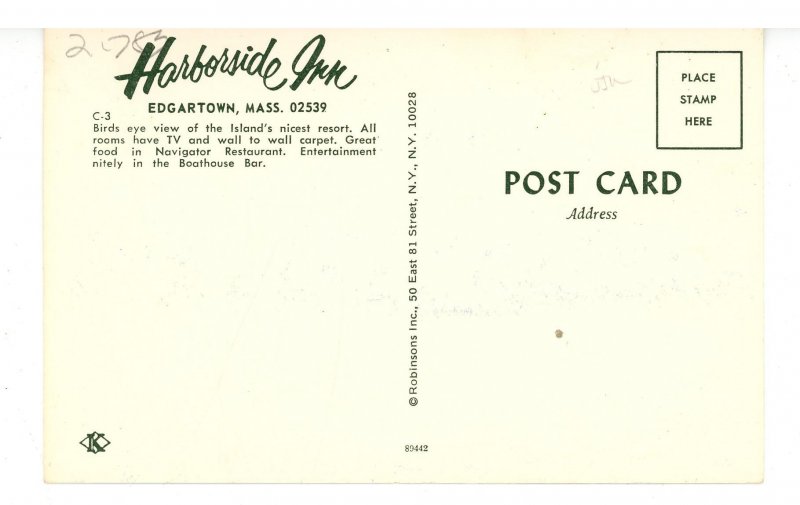 Harborside Inn
EDGARTOWN, MASS. 02539
C-3
Birds eye view of the Island's nicest resort. All
rooms have TV and wall to wall carpet. Great
food in Navigator Restaurant. Entertainment
nitely in the Boathouse Bar.
© Robinsons Inc., 50 East 81 Street, N.Y., N.Y. 10028
PLACE
STAMP
HERE
POST CARD
Address
K
89442